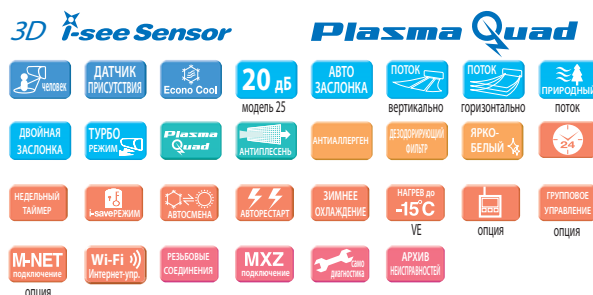 3D i-see Sensor
Plasma Quad
человек
ДАТЧИК
ПРИСУТСТВИЯ
Econo Cool
20 дБ
модель 25
АВТО
ЗАСЛОНКА
ПОТОК
вертикально
ПОТОК
горизонтально
ПРИРОДНЫЙ
поток
ДВОЙНАЯ
ЗАСЛОНКА
ТУРБО
РЕЖИМ
Plasma
Quad
АНТИПЛЕСЕНЬ
АНТИАЛЛЕРГЕН
ДЕЗОДОРИРУЮЩИЙ
ФИЛЬТР
ЯРКО-
БЕЛЫЙ
24
НЕДЕЛЬНЫЙ
ТАЙМЕР
i-saveРЕЖИМ
АВТОСМЕНА
АВТОРЕСТАРТ
ЗИМНЕЕ
ОХЛАЖДЕНИЕ
НАГРЕВ до
-15°C
VE
опция
ГРУППОВОЕ
УПРАВЛЕНИЕ
опция
M-NET
подключение
опция
Wi-Fi
Интернет-упр.
РЕЗЬБОВЫЕ
СОЕДИНЕНИЯ
MXZ
подключение
Само
диагностика
АРХИВ
НЕИСПРАВНОСТЕЙ